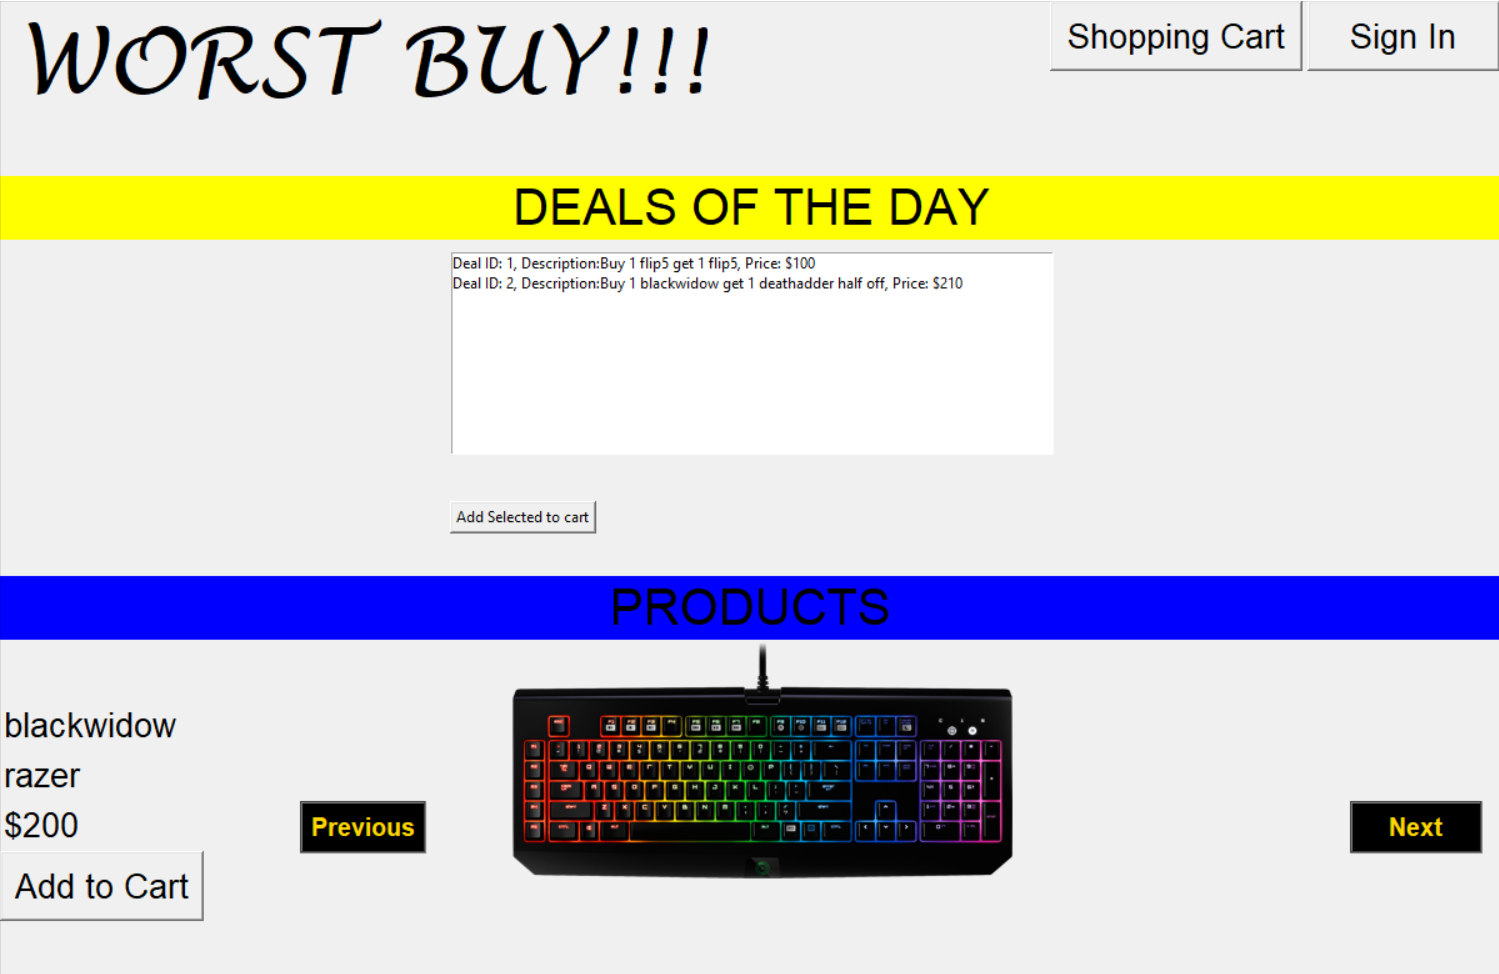 WORST BUY!!!
Shopping Cart
Sign In
DEALS OF THE DAY
Deal ID: 1, Description:Buy 1 flip5 get 1 flip5, Price: $100
Deal ID: 2, Description:Buy 1 blackwidow get 1 deathadder half off, Price: $210
Add Selected to cart
PRODUCTS
blackwidow
razer
$200
Previous
Next
Add to Cart